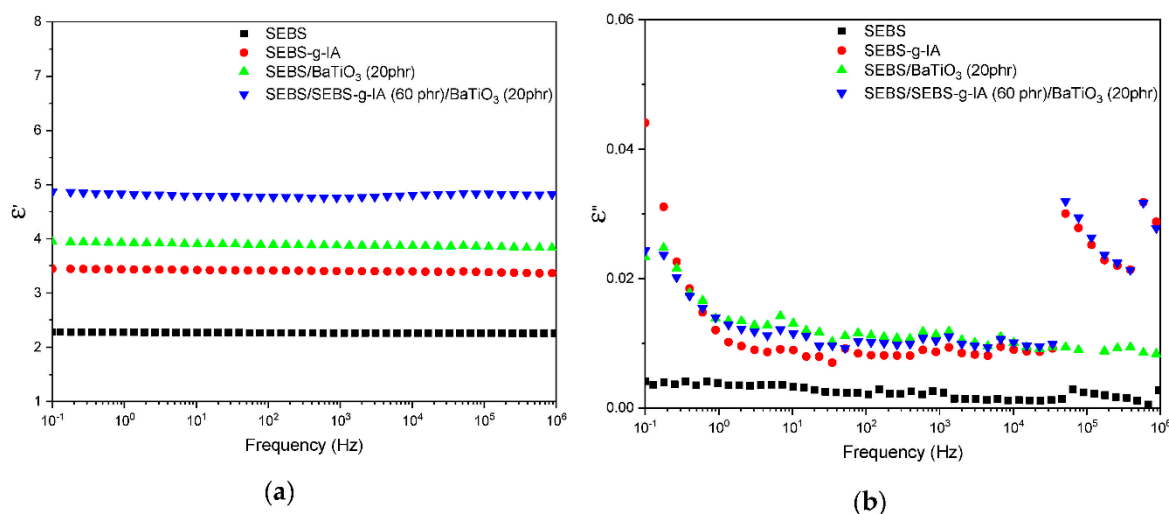 8
7
6
5
4
3
2
1
ε'
SEBS
SEBS-g-IA
SEBS/BaTiO₃ (20phr)
SEBS/SEBS-g-IA (60 phr)/BaTiO₃ (20phr)
10⁻¹ 10⁰ 10¹ 10² 10³ 10⁴ 10⁵ 10⁶
Frequency (Hz)
(a)
0,06
0,04
0,02
0,00
ε''
SEBS
SEBS-g-IA
SEBS/BaTiO₃ (20phr)
SEBS/SEBS-g-IA (60 phr)/BaTiO₃ (20phr)
10⁻¹ 10⁰ 10¹ 10² 10³ 10⁴ 10⁵ 10⁶
Frequency (Hz)
(b)